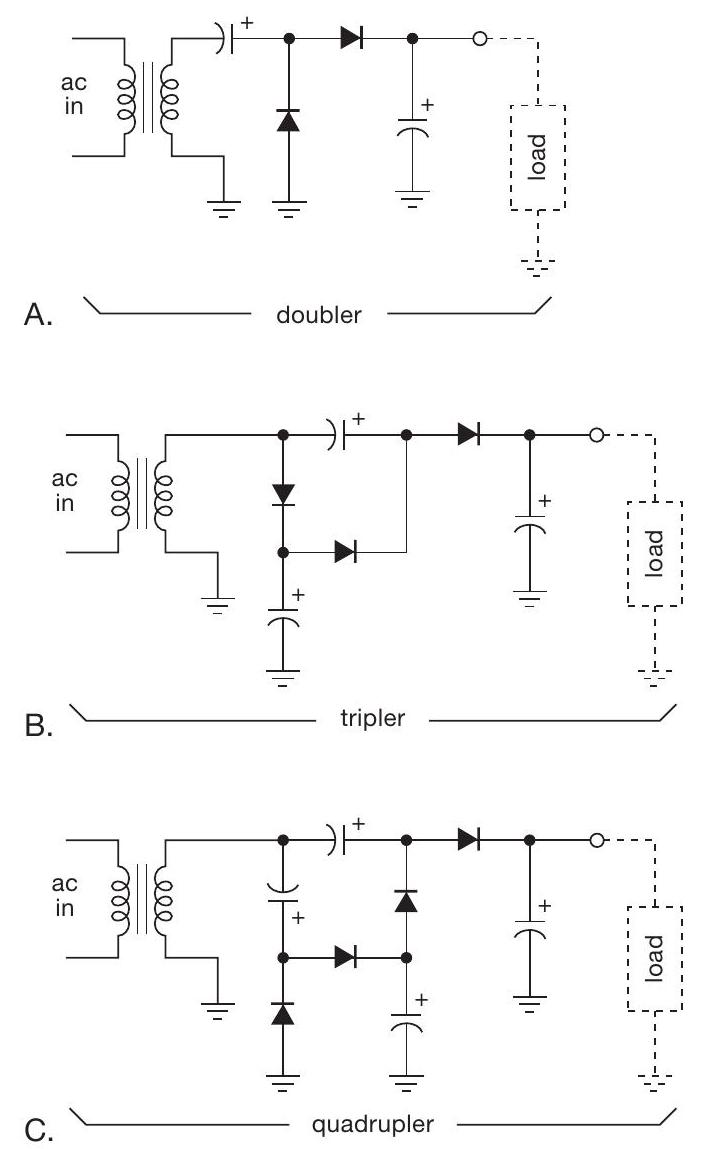 +
ac
in
+
load
A.
doubler
+
ac
in
+
load
+
B.
tripler
+
ac
in
+
+
load
+
C.
quadrupler